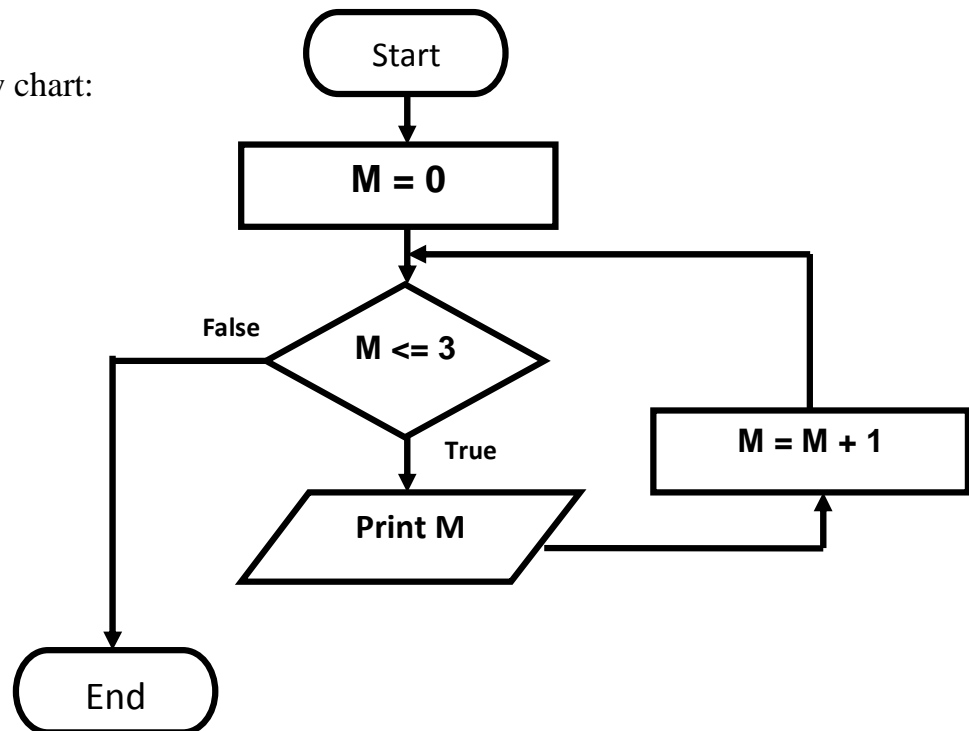 Start
chart:
M = 0
False
M <= 3
True
M = M + 1
Print M
End